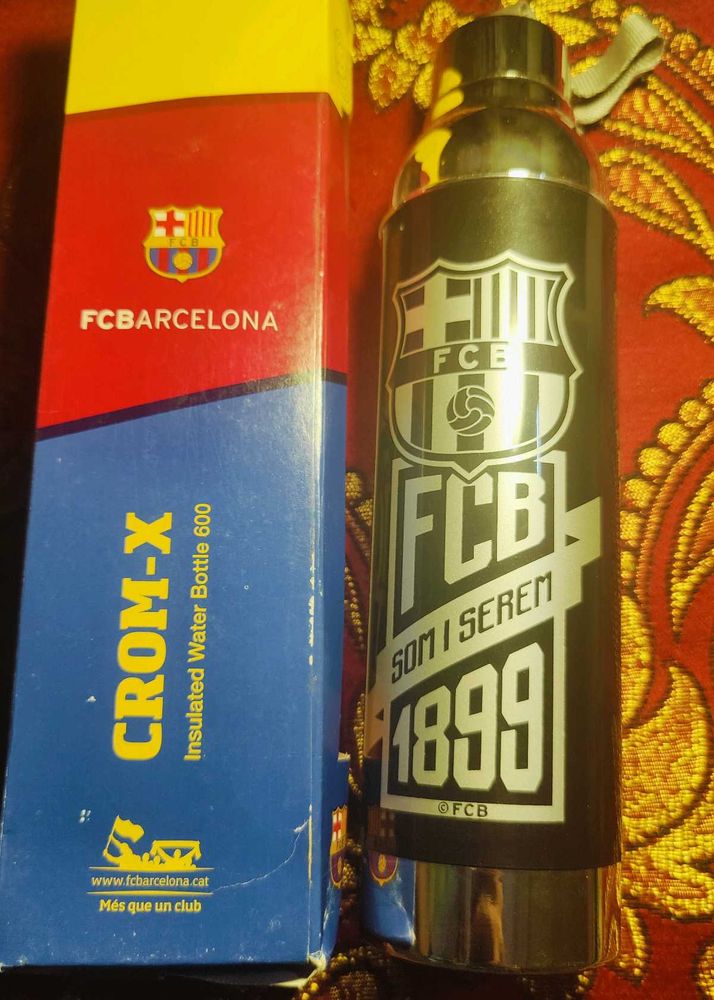 FCB
FCBARCELONA
CROM-X
Insulated Water Bottle 600
www.fcbarcelona.cat
Més que un club
FCB
FCB
SOM I SEREM
1899
©FCB